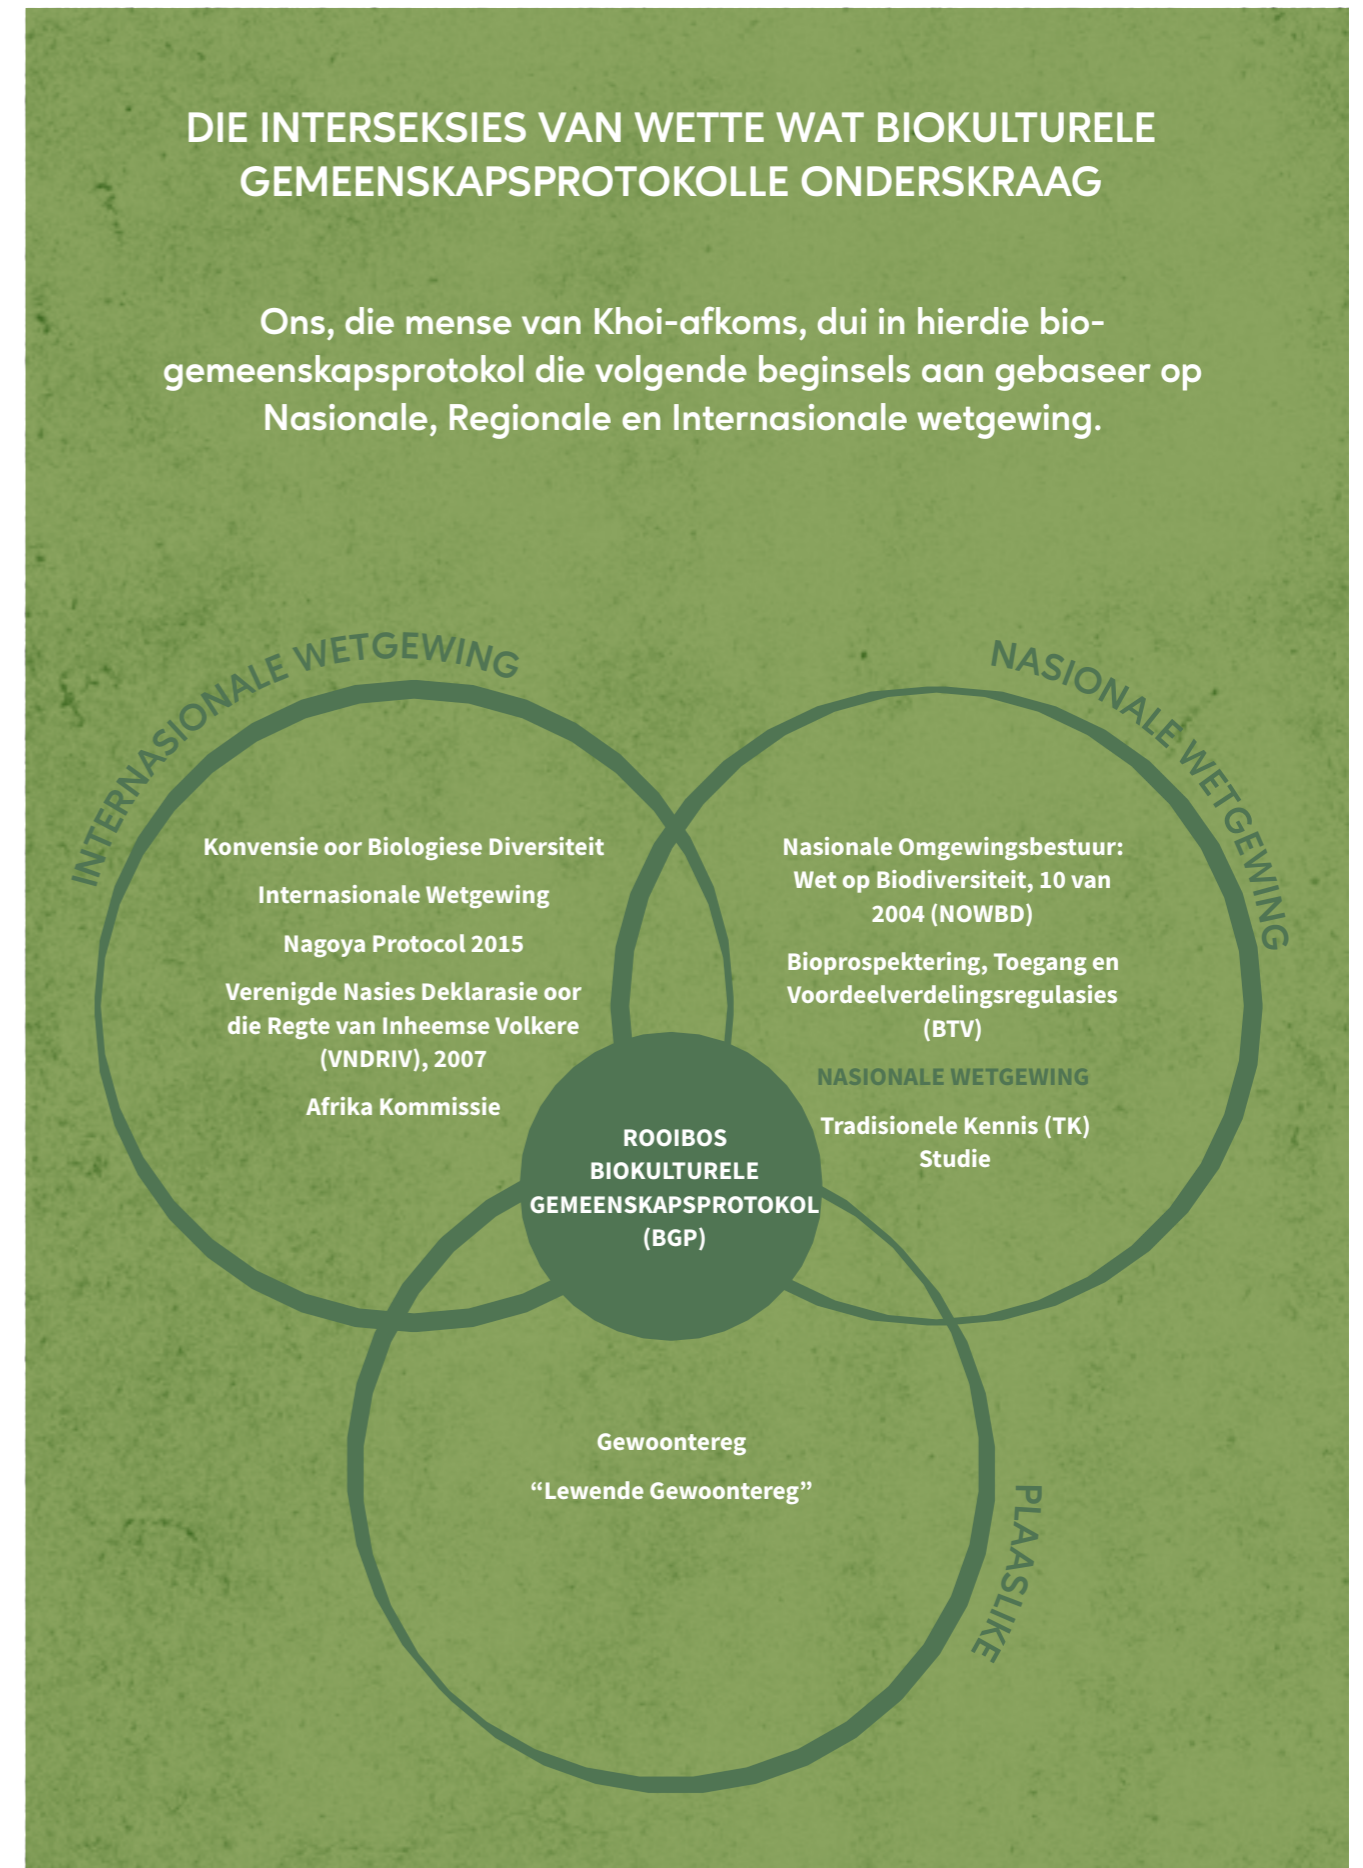 DIE INTERSEKSIES VAN WETTE WAT BIOKULTURELE
GEMEENSKAPSPROTOKOLLE ONDERSKRAAG
Ons, die mense van Khoi-afkoms, dui in hierdie bio-
gemeenskapsprotokol die volgende beginsels aan gebaseer op
Nasionale, Regionale en Internasionale wetgewing.
INTERNASIONALE WETGEWING
Konvensie oor Biologiese Diversiteit
Internasionale Wetgewing
Nagoya Protocol 2015
Verenigde Nasies Deklarasie oor
die Regte van Inheemse Volkere
(VNDRIV), 2007
Afrika Kommissie
NASIONALE WETGEWING
Nasionale Omgewingsbestuur:
Wet op Biodiversiteit, 10 van
2004 (NOWBD)
Bioprospektering, Toegang en
Voordeelverdelingsregulasies
(BTV)
NASIONALE WETGEWING
Tradisionele Kennis (TK)
Studie
ROOIBOS
BIOKULTURELE
GEMEENSKAPSPROTOKOL
(BGP)
Gewoontereg
“Lewende Gewoontereg”
PLAASLIKE